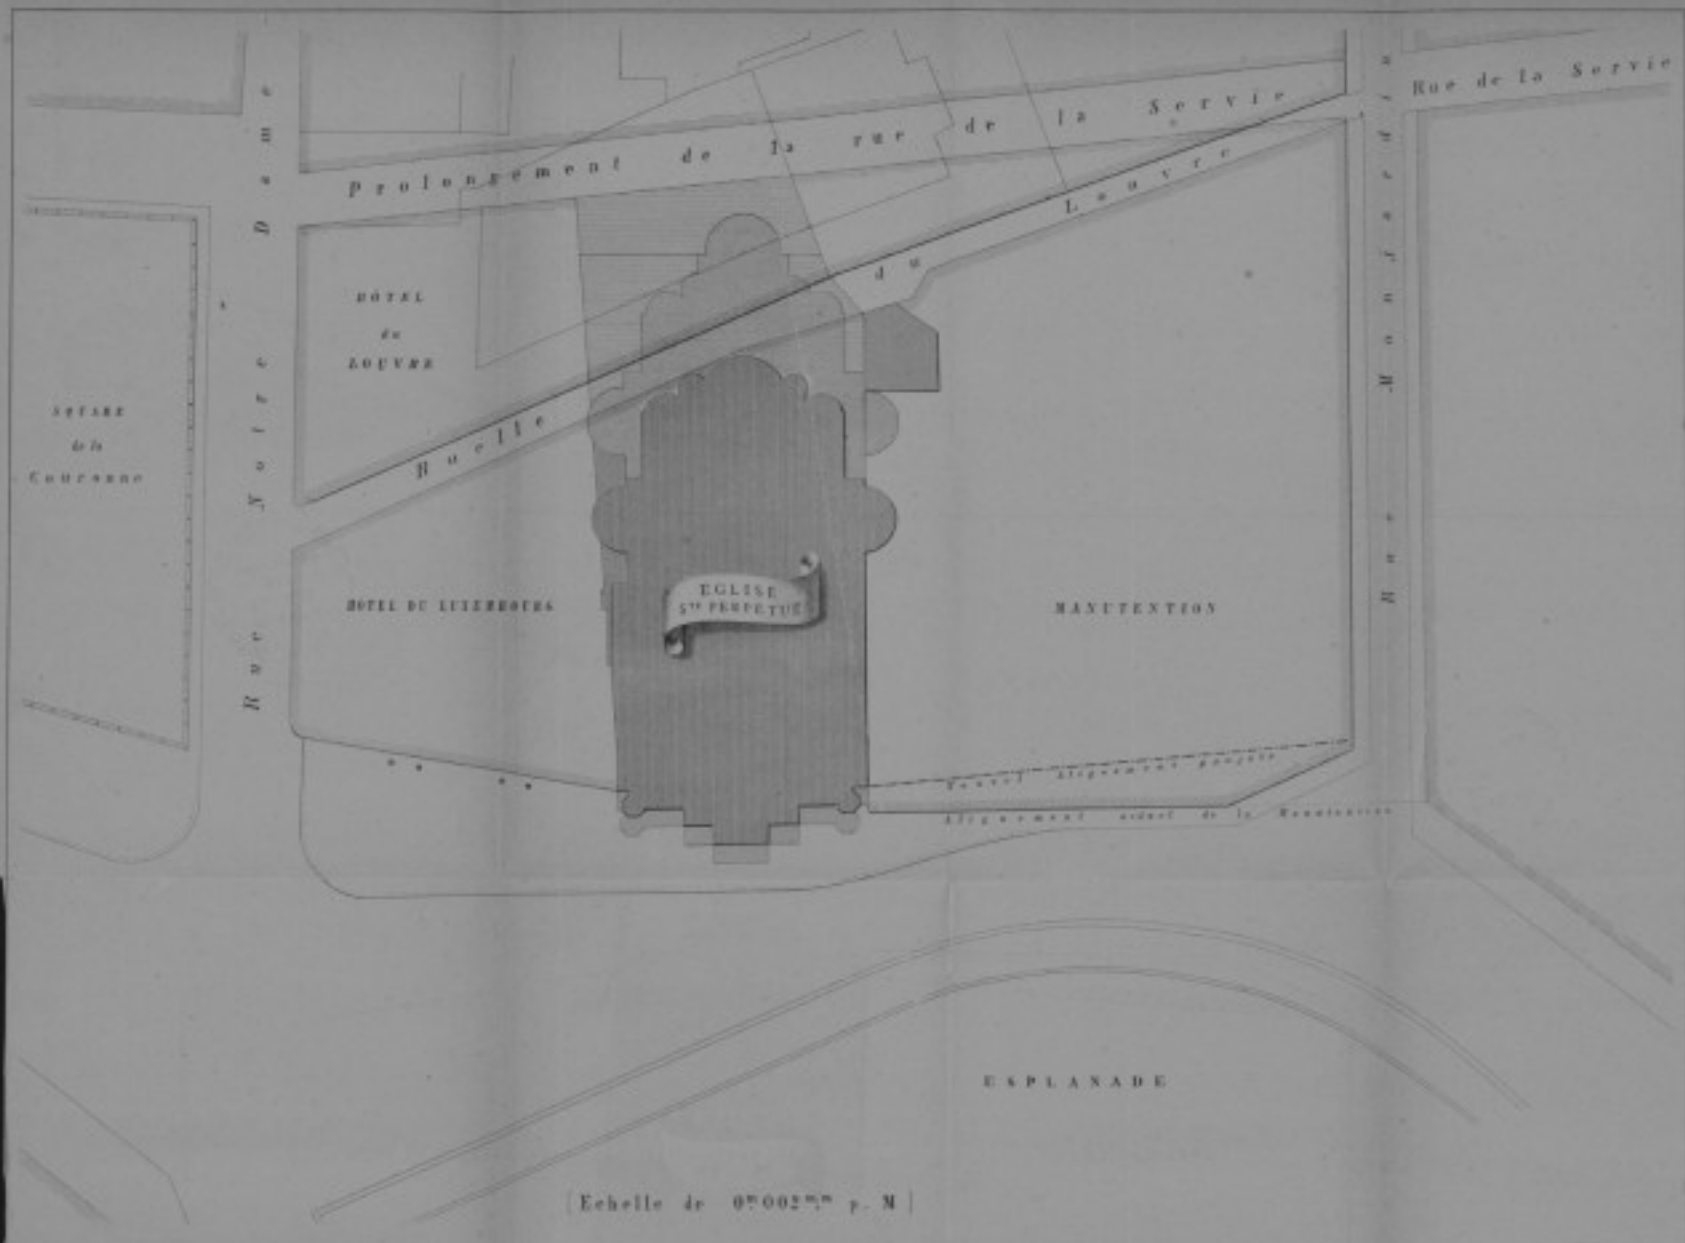 Rue de la Servie
Prolongement de la rue de la Servie
Rue Notre Dame
Ruelle du Louvre
HÔTEL
du
LOUVRE
SQUARE
de la
Couronne
HÔTEL DU LUXEMBOURG
EGLISE
Sᵗᵉ PERPETUE
MANUTENTION
Rue Monjardin
Nouvel Alignement projeté
Alignement actuel de la Manutention
ESPLANADE
[Echelle de 0ᵐ002ᵐᵐ p. M]